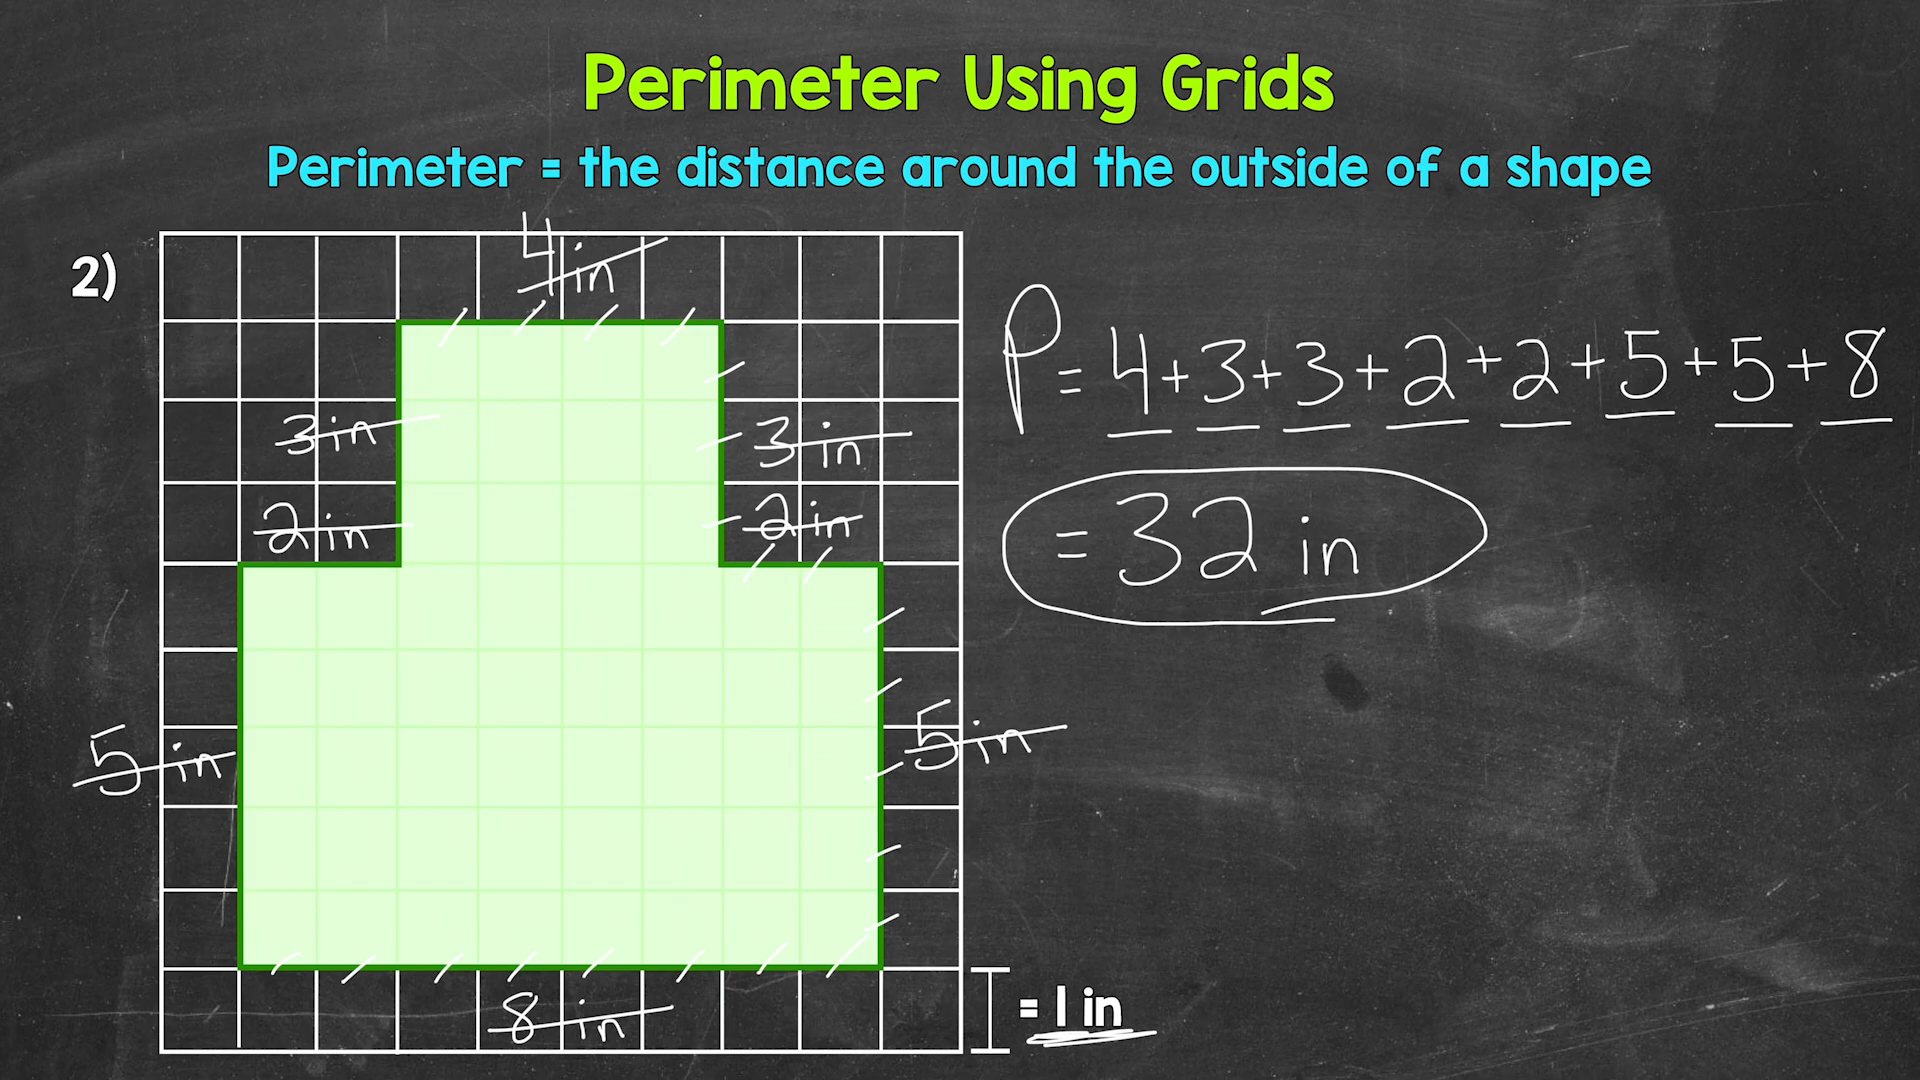 Perimeter Using Grids
Perimeter = the distance around the outside of a shape
2)
4 in
P = 4 + 3 + 3 + 2 + 2 + 5 + 5 + 8
3 in
3 in
2 in
2 in
= 32 in
5 in
5 in
8 in
= 1 in